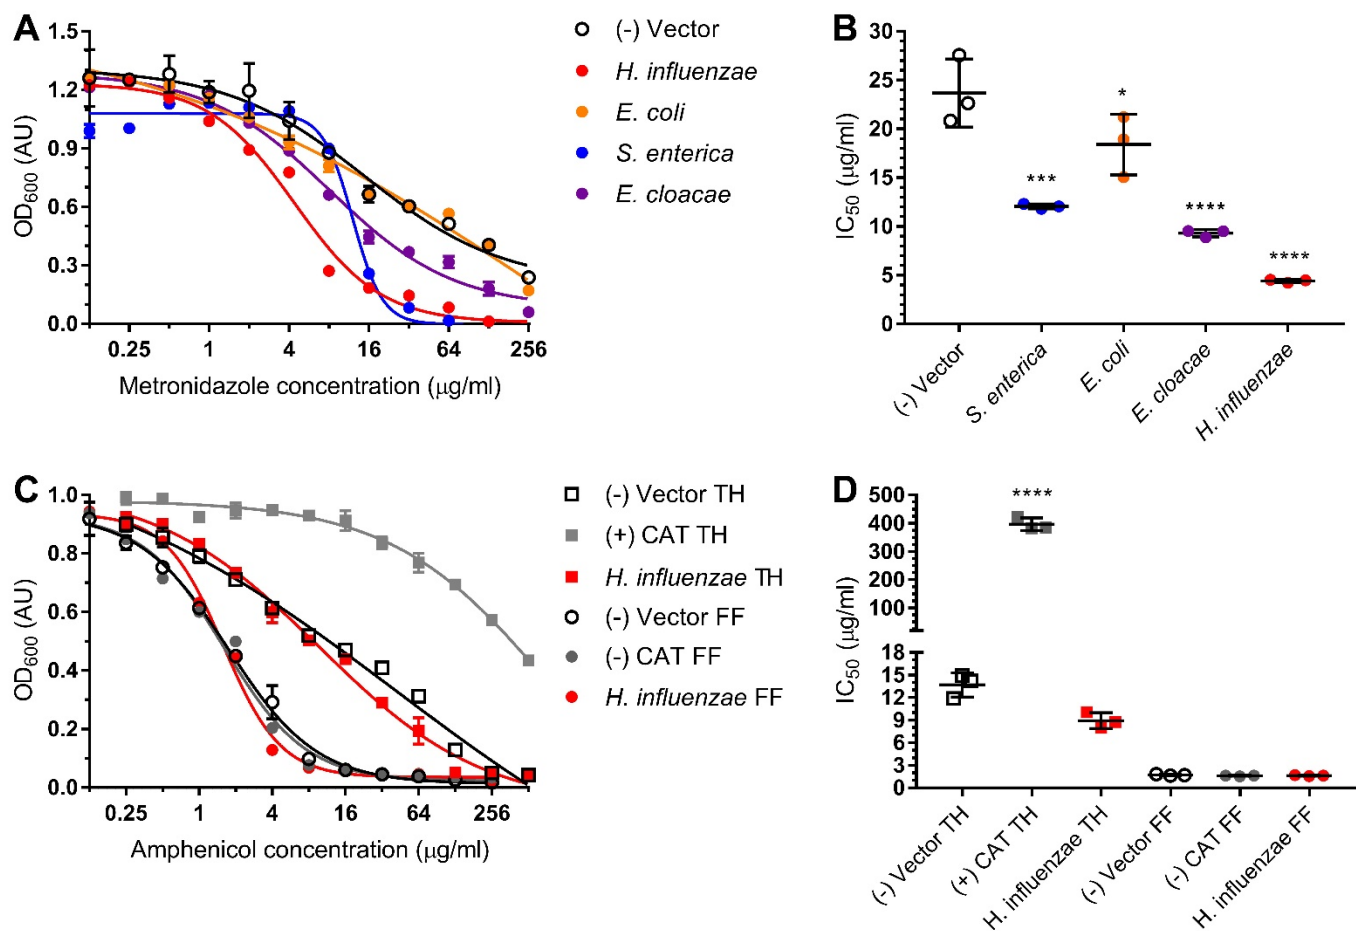 A
1.5
1.2
0.9
0.6
0.3
0.0
OD600 (AU)
0.25 1 4 16 64 256
Metronidazole concentration (μg/ml)
(-) Vector
H. influenzae
E. coli
S. enterica
E. cloacae
B
30
25
20
15
10
5
0
IC50 (μg/ml)
***
*
****
****
(-) Vector
S. enterica
E. coli
E. cloacae
H. influenzae
C
1.0
0.8
0.6
0.4
0.2
0.0
OD600 (AU)
0.25 1 4 16 64 256
Amphenicol concentration (μg/ml)
(-) Vector TH
(+) CAT TH
H. influenzae TH
(-) Vector FF
(-) CAT FF
H. influenzae FF
D
500
400
300
200
100
18
15
12
9
6
3
0
IC50 (μg/ml)
****
(-) Vector TH
(+) CAT TH
H. influenzae TH
(-) Vector FF
(-) CAT FF
H. influenzae FF